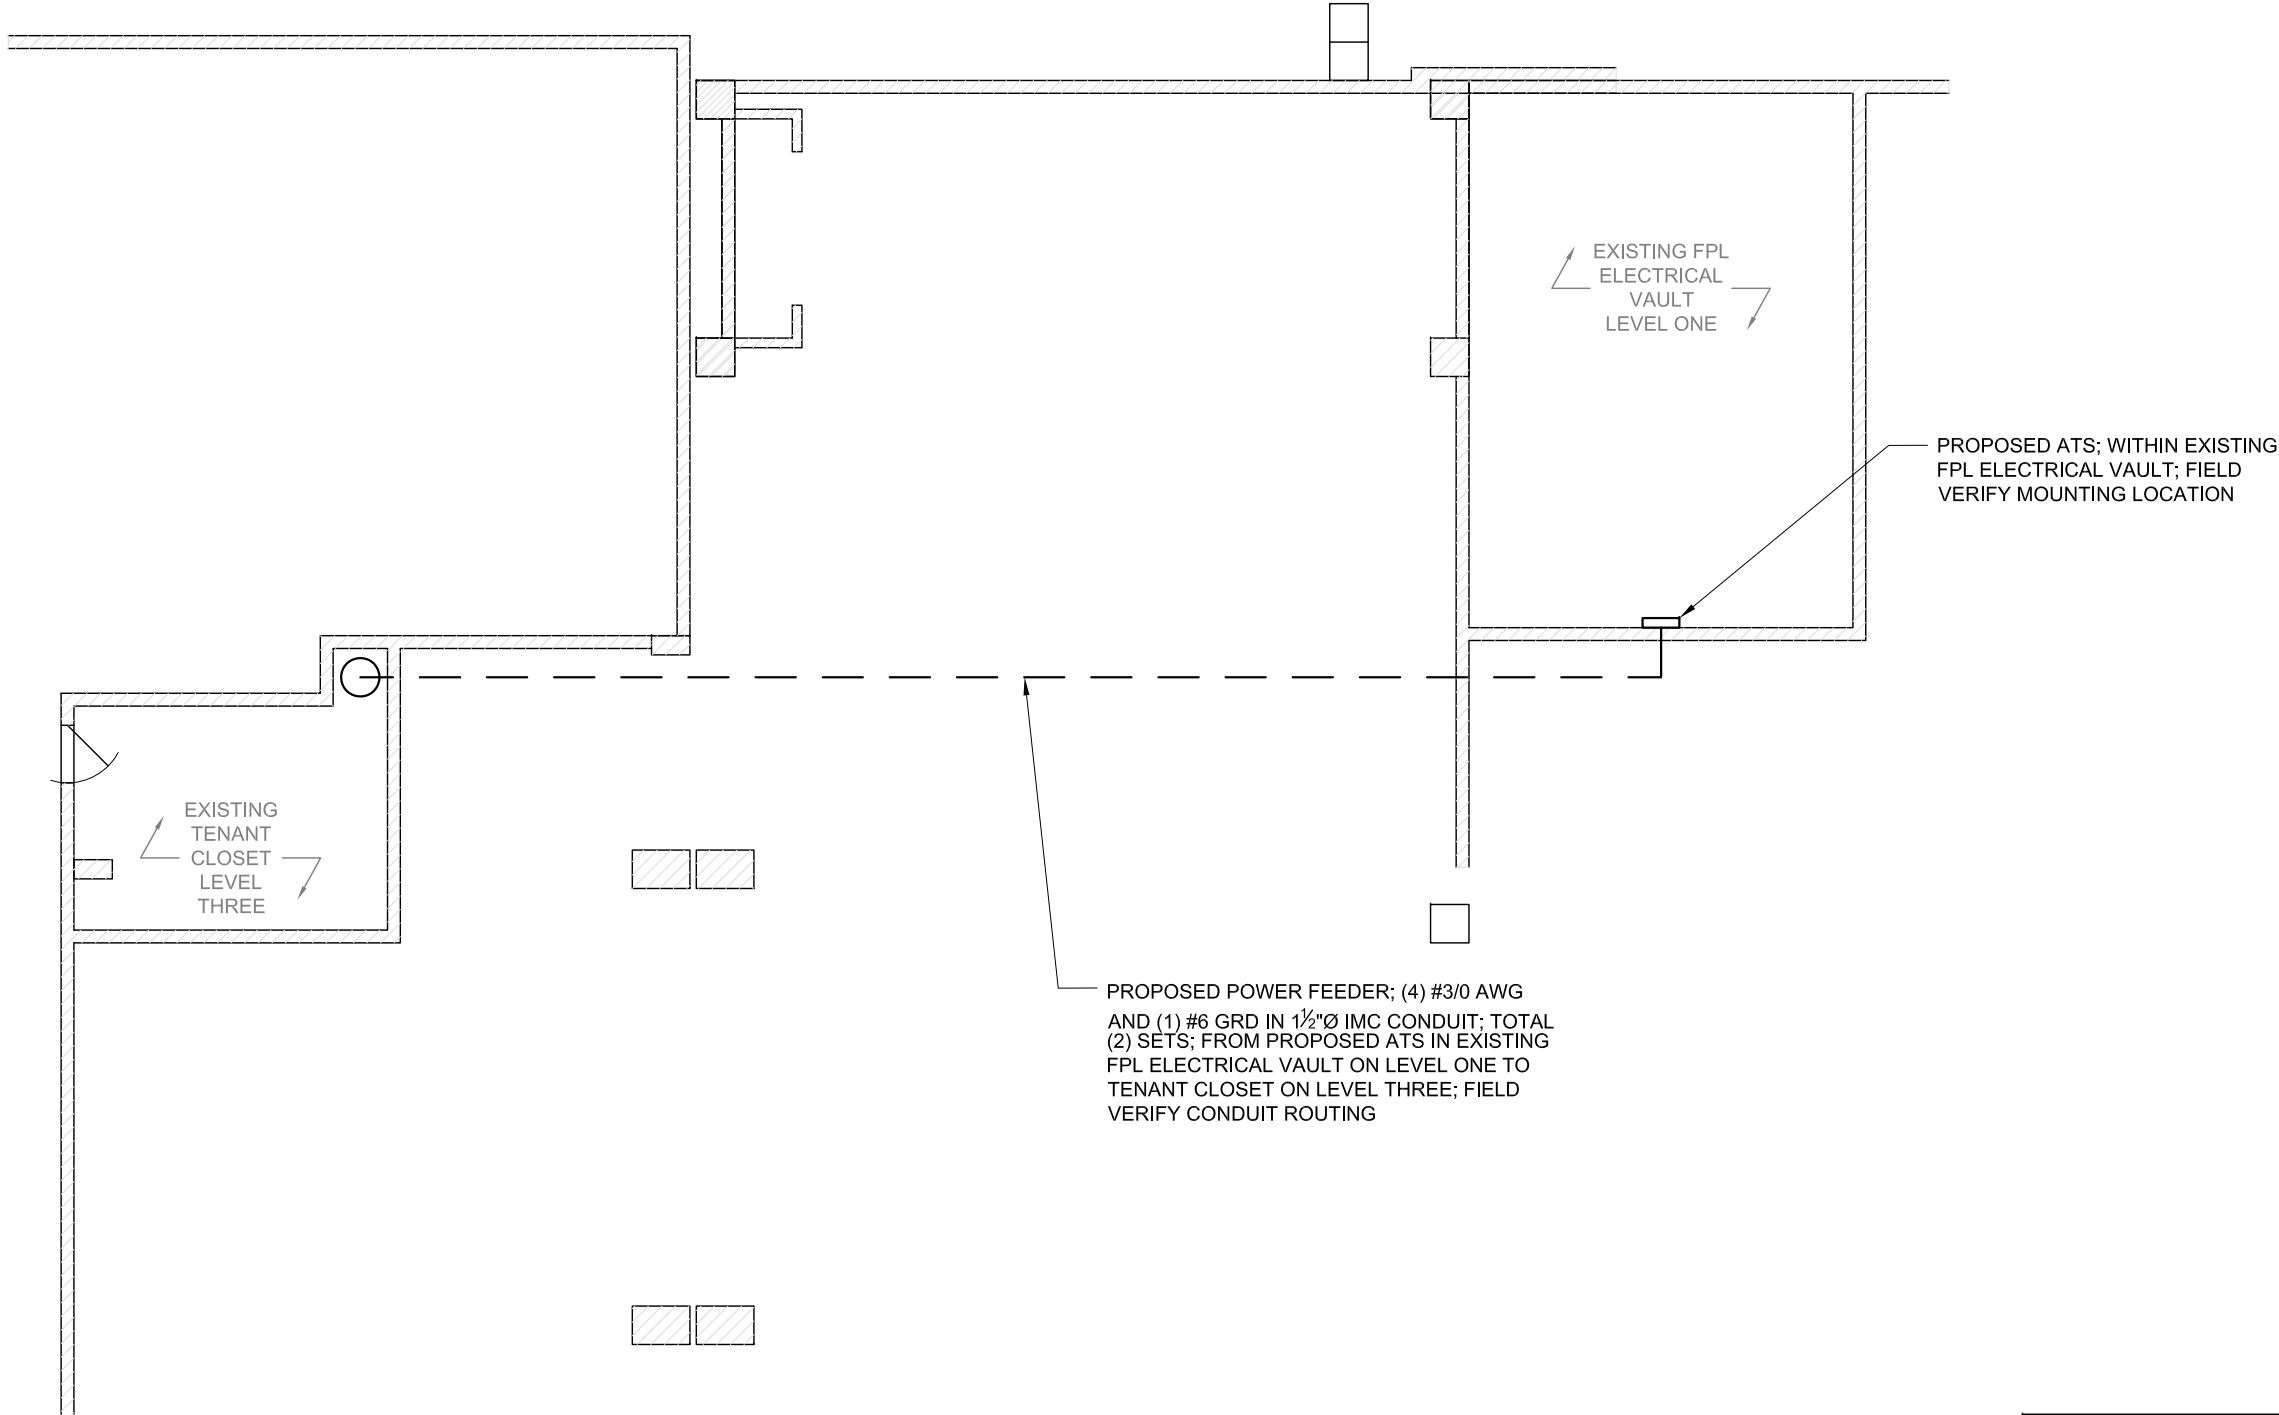 EXISTING FPL
ELECTRICAL
VAULT
LEVEL ONE
PROPOSED ATS; WITHIN EXISTING
FPL ELECTRICAL VAULT; FIELD
VERIFY MOUNTING LOCATION
EXISTING
TENANT
CLOSET
LEVEL
THREE
PROPOSED POWER FEEDER; (4) #3/0 AWG
AND (1) #6 GRD IN 1½"Ø IMC CONDUIT; TOTAL
(2) SETS; FROM PROPOSED ATS IN EXISTING
FPL ELECTRICAL VAULT ON LEVEL ONE TO
TENANT CLOSET ON LEVEL THREE; FIELD
VERIFY CONDUIT ROUTING